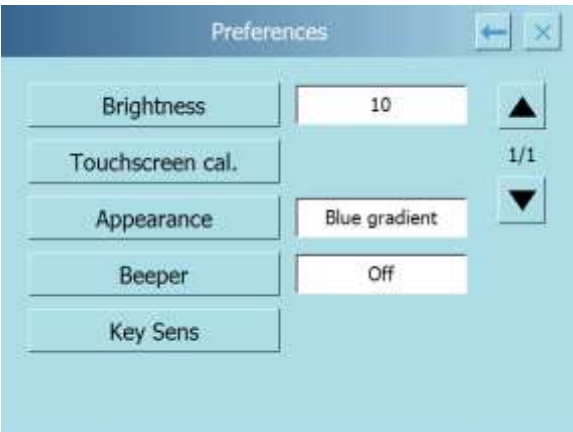 Preferences
Brightness 10
Touchscreen cal. 1/1
Appearance Blue gradient
Beeper Off
Key Sens